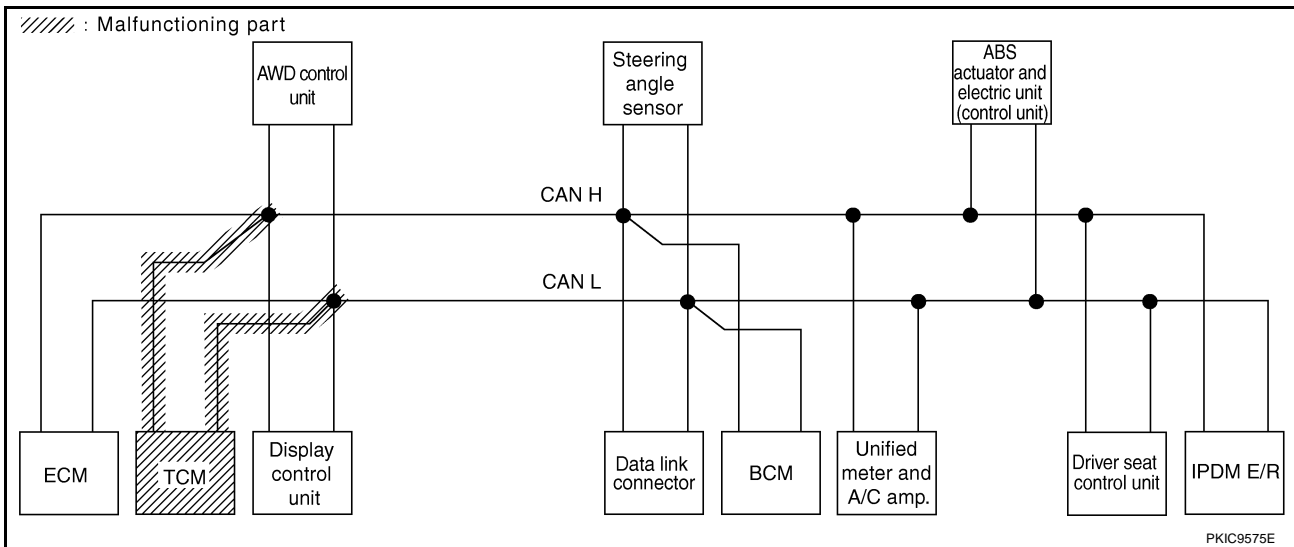 : Malfunctioning part
AWD control
unit
Steering
angle
sensor
ABS
actuator and
electric unit
(control unit)
CAN H
CAN L
ECM
TCM
Display
control
unit
Data link
connector
BCM
Unified
meter and
A/C amp.
Driver seat
control unit
IPDM E/R
PKIC9575E